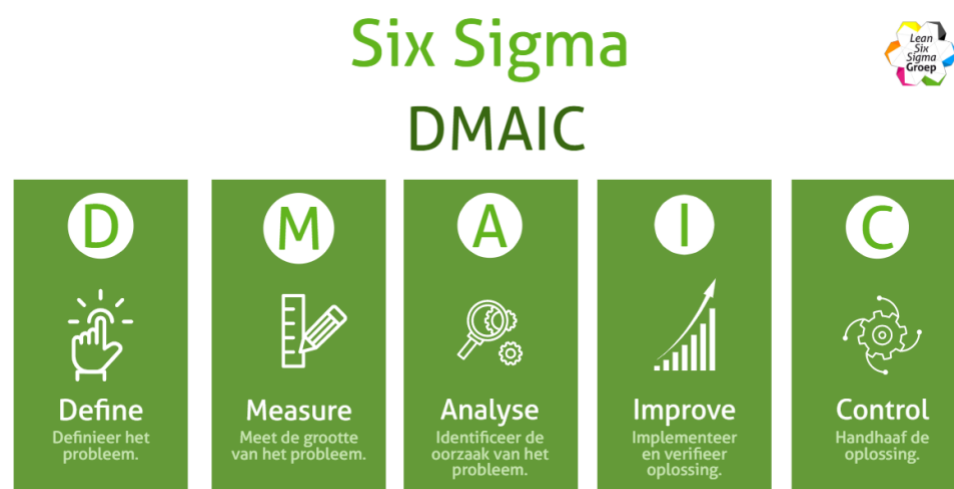 Six Sigma
Lean
Six
Sigma
Groep
DMAIC
D
Define
Definieer het
probleem.
M
Measure
Meet de grootte
van het probleem.
A
Analyse
Identificeer de
oorzaak van het
probleem.
I
Improve
Implementeer
en verifieer
oplossing.
C
Control
Handhaaf de
oplossing.